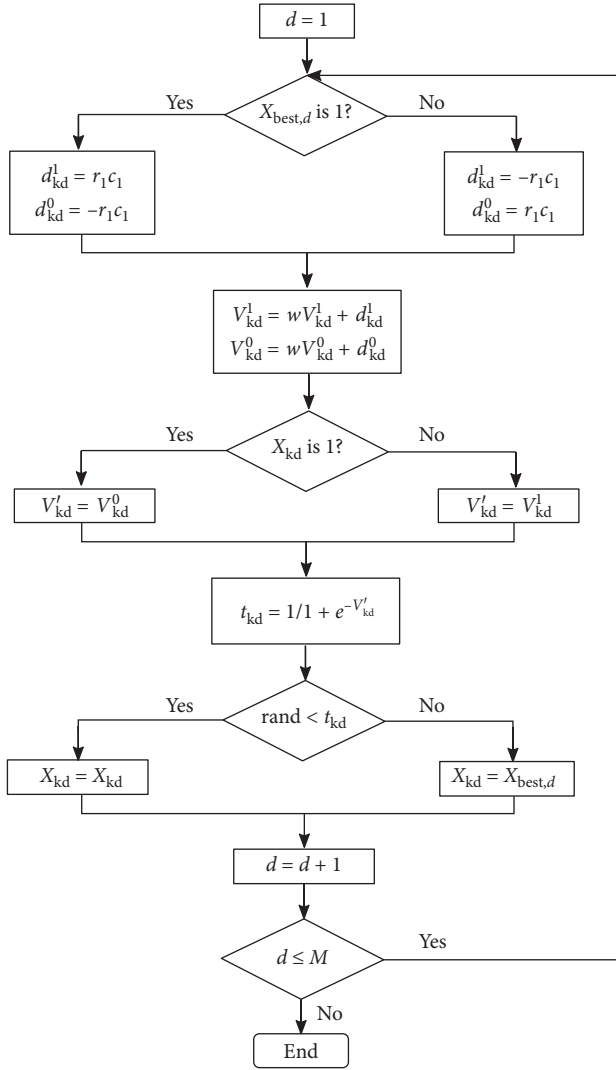 d = 1
X_best,d is 1?
Yes
No
d^1_kd = r_1c_1
d^0_kd = −r_1c_1
d^1_kd = −r_1c_1
d^0_kd = r_1c_1
V^1_kd = wV^1_kd + d^1_kd
V^0_kd = wV^0_kd + d^0_kd
X_kd is 1?
Yes
No
V′_kd = V^0_kd
V′_kd = V^1_kd
t_kd = 1/1 + e^−V′_kd
rand < t_kd
Yes
No
X_kd = X_kd
X_kd = X_best,d
d = d + 1
d ≤ M
Yes
No
End